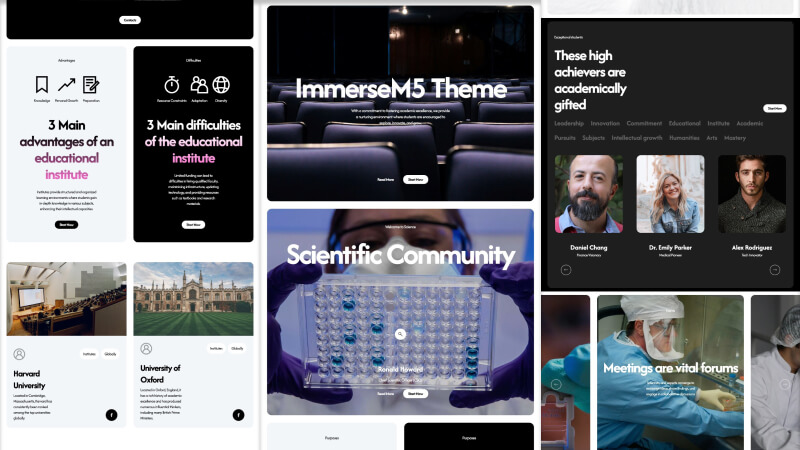 Contacts
Advantages
Knowledge Personal Growth Preparation
3 Main
advantages of an
educational
institute
Institutes provide structured and organized
learning environments where students gain
in-depth knowledge in various subjects,
enhancing their intellectual capacities
Start Now
Difficulties
Resource Constraints Adaptation Diversity
3 Main difficulties
of the educational
institute
Limited funding can lead to
difficulties in hiring qualified faculty,
maintaining infrastructure, updating
technology, and providing resources
such as textbooks and research
materials
Start Now
Institutes Globally
Harvard
University
Located in Cambridge,
Massachusetts, Harvard has
consistently been ranked
among the top universities
globally
Institutes Globally
University of
Oxford
Located in Oxford, England, it
has a rich history of academic
excellence and has produced
numerous influential thinkers,
including many British Prime
Ministers.
ImmerseM5 Theme
With a commitment to fostering academic excellence, we provide
a nurturing environment where students are encouraged to
explore, innovate,
Read More Start Now
Welcome to Science
Scientific Community
Ronald Howard
Read More Start Now
Purposes
Purposes
Exceptional students
These high
achievers are
academically
gifted
Start Now
Leadership Innovation Commitment Educational Institute Academic
Pursuits Subjects Intellectual growth Humanities Arts Mastery
Daniel Chang
Finance Visionary
Dr. Emily Parker
Medical Pioneer
Alex Rodriguez
Tech Innovator
Meetings are vital forums